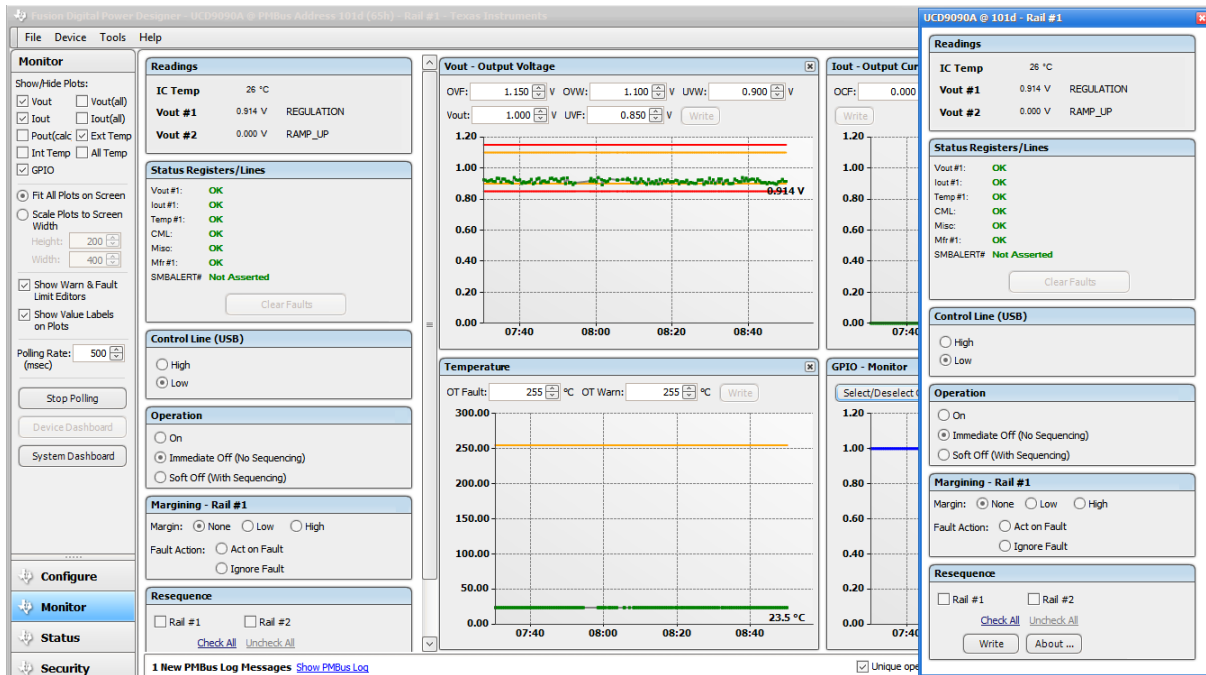 Fusion Digital Power Designer - UCD9090A @ PMBus Address 101d (65h) - Rail #1 - Texas Instruments
File Device Tools Help
Monitor
Show/Hide Plots:
Vout Vout(all)
Iout Iout(all)
Pout(calc Ext Temp
Int Temp All Temp
GPIO
Fit All Plots on Screen
Scale Plots to Screen
Width
Height: 200
Width: 400
Show Warn & Fault
Limit Editors
Show Value Labels
on Plots
Polling Rate: 500
(msec)
Stop Polling
Device Dashboard
System Dashboard
Configure
Monitor
Status
Security
Readings
IC Temp 26 °C
Vout #1 0.914 V REGULATION
Vout #2 0.000 V RAMP_UP
Status Registers/Lines
Vout #1: OK
Iout #1: OK
Temp #1: OK
CML: OK
Misc: OK
Mfr #1: OK
SMBALERT# Not Asserted
Clear Faults
Control Line (USB)
High
Low
Operation
On
Immediate Off (No Sequencing)
Soft Off (With Sequencing)
Margining - Rail #1
Margin: None Low High
Fault Action: Act on Fault
Ignore Fault
Resequence
Rail #1 Rail #2
Check All Uncheck All
1 New PMBus Log Messages Show PMBus Log
Vout - Output Voltage
OVF: 1.150 V OVW: 1.100 V UVW: 0.900 V
Vout: 1.000 V UVF: 0.850 V Write
1.20
1.00
0.914 V
0.80
0.60
0.40
0.20
0.00
07:40 08:00 08:20 08:40
Temperature
OT Fault: 255 °C OT Warn: 255 °C Write
300.00
250.00
200.00
150.00
100.00
50.00
0.00
23.5 °C
07:40 08:00 08:20 08:40
Iout - Output Cur
OCF: 0.000
Write
1.20
1.00
0.80
0.60
0.40
0.20
0.00
07:40
GPIO - Monitor
Select/Deselect
1.20
1.00
0.80
0.60
0.40
0.20
0.00
07:40
Unique ope
UCD9090A @ 101d - Rail #1
Readings
IC Temp 26 °C
Vout #1 0.914 V REGULATION
Vout #2 0.000 V RAMP_UP
Status Registers/Lines
Vout #1: OK
Iout #1: OK
Temp #1: OK
CML: OK
Misc: OK
Mfr #1: OK
SMBALERT# Not Asserted
Clear Faults
Control Line (USB)
High
Low
Operation
On
Immediate Off (No Sequencing)
Soft Off (With Sequencing)
Margining - Rail #1
Margin: None Low High
Fault Action: Act on Fault
Ignore Fault
Resequence
Rail #1 Rail #2
Check All Uncheck All
Write About ...